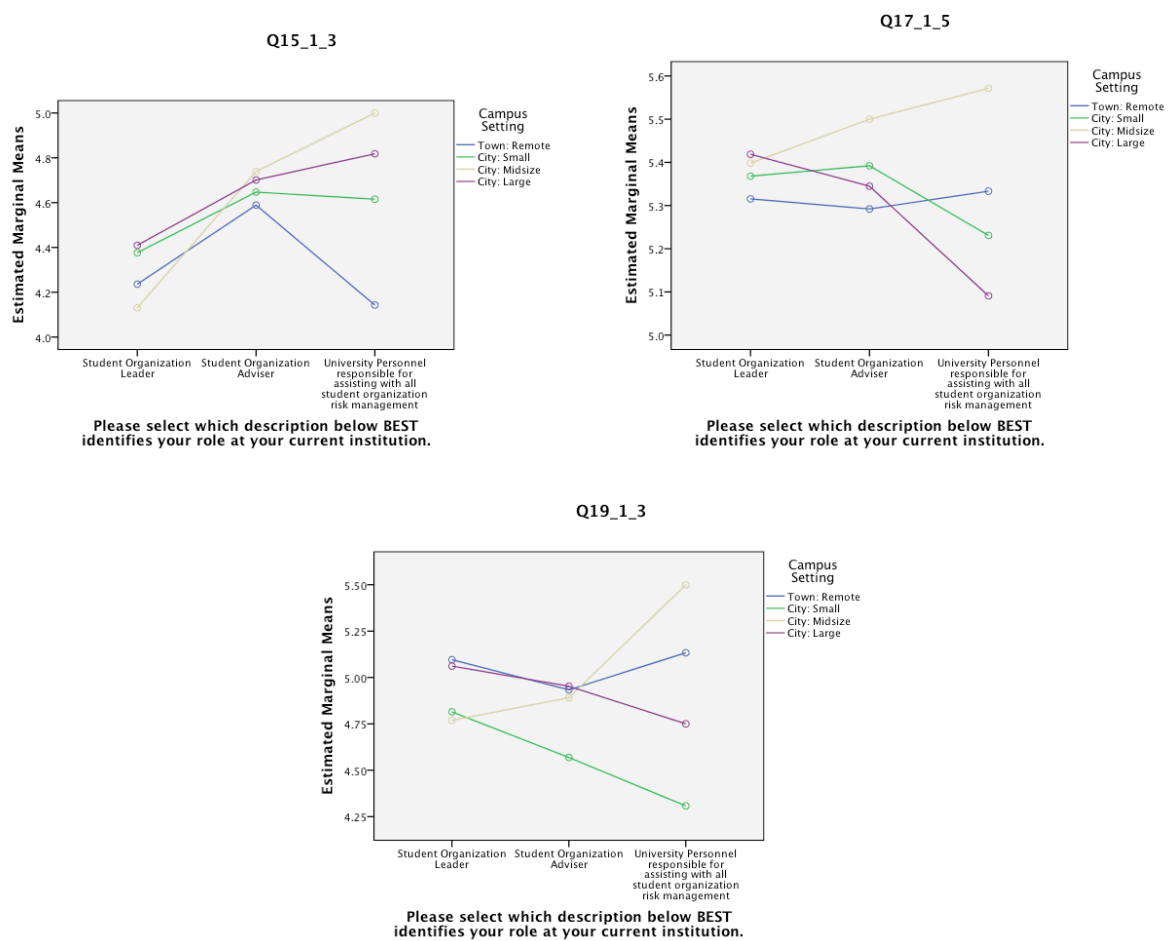 Q15_1_3
Estimated Marginal Means
5.0
4.8
4.6
4.4
4.2
4.0
Campus
Setting
Town: Remote
City: Small
City: Midsize
City: Large
Student Organization
Leader
Student Organization
Adviser
University Personnel
responsible for
assisting with all
student organization
risk management
Please select which description below BEST
identifies your role at your current institution.
Q17_1_5
Estimated Marginal Means
5.6
5.5
5.4
5.3
5.2
5.1
5.0
Campus
Setting
Town: Remote
City: Small
City: Midsize
City: Large
Student Organization
Leader
Student Organization
Adviser
University Personnel
responsible for
assisting with all
student organization
risk management
Please select which description below BEST
identifies your role at your current institution.
Q19_1_3
Estimated Marginal Means
5.50
5.25
5.00
4.75
4.50
4.25
Campus
Setting
Town: Remote
City: Small
City: Midsize
City: Large
Student Organization
Leader
Student Organization
Adviser
University Personnel
responsible for
assisting with all
student organization
risk management
Please select which description below BEST
identifies your role at your current institution.